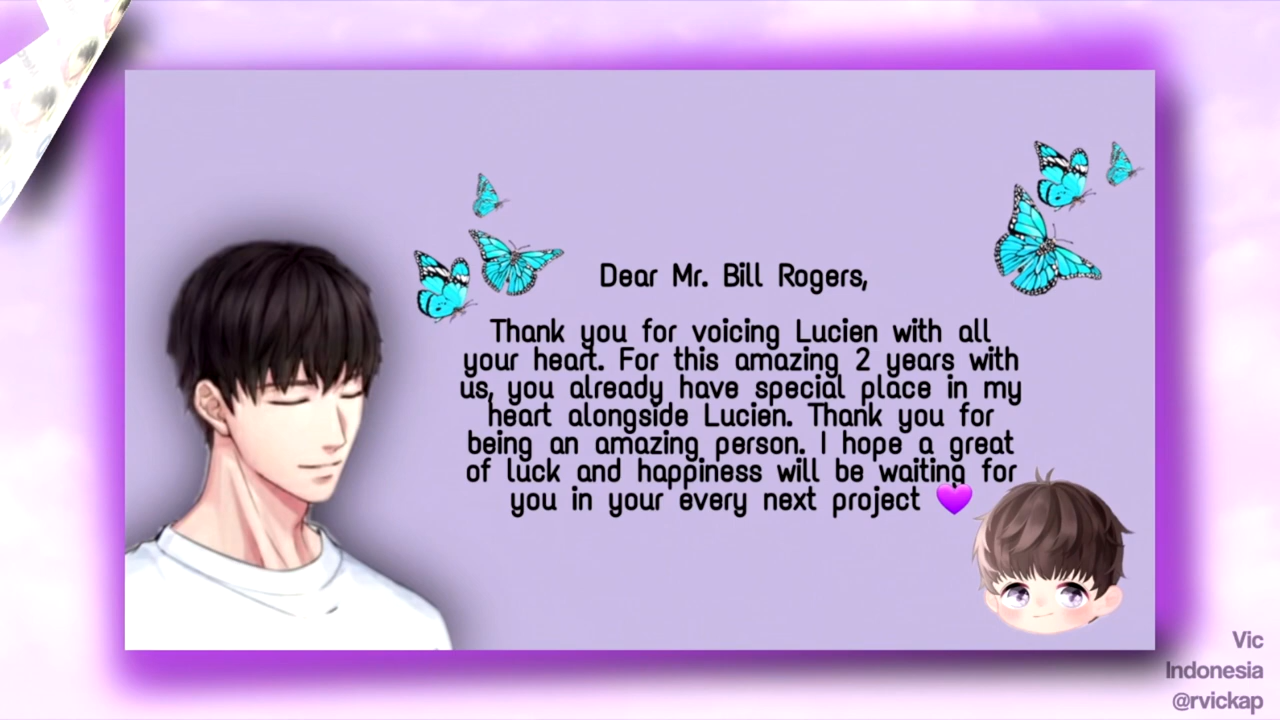 Dear Mr. Bill Rogers,
Thank you for voicing Lucien with all
your heart. For this amazing 2 years with
us, you already have special place in my
heart alongside Lucien. Thank you for
being an amazing person. I hope a great
of luck and happiness will be waiting for
you in your every next project 💜
Vic
Indonesia
@rvickap